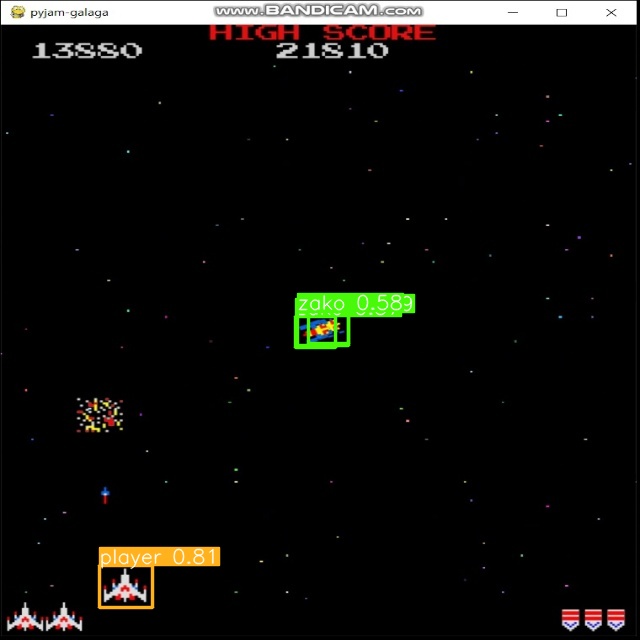 pyjam-galaga
WWW.BANDICAM.COM
HIGH SCORE
13880 21810
zako 0.589
player 0.81